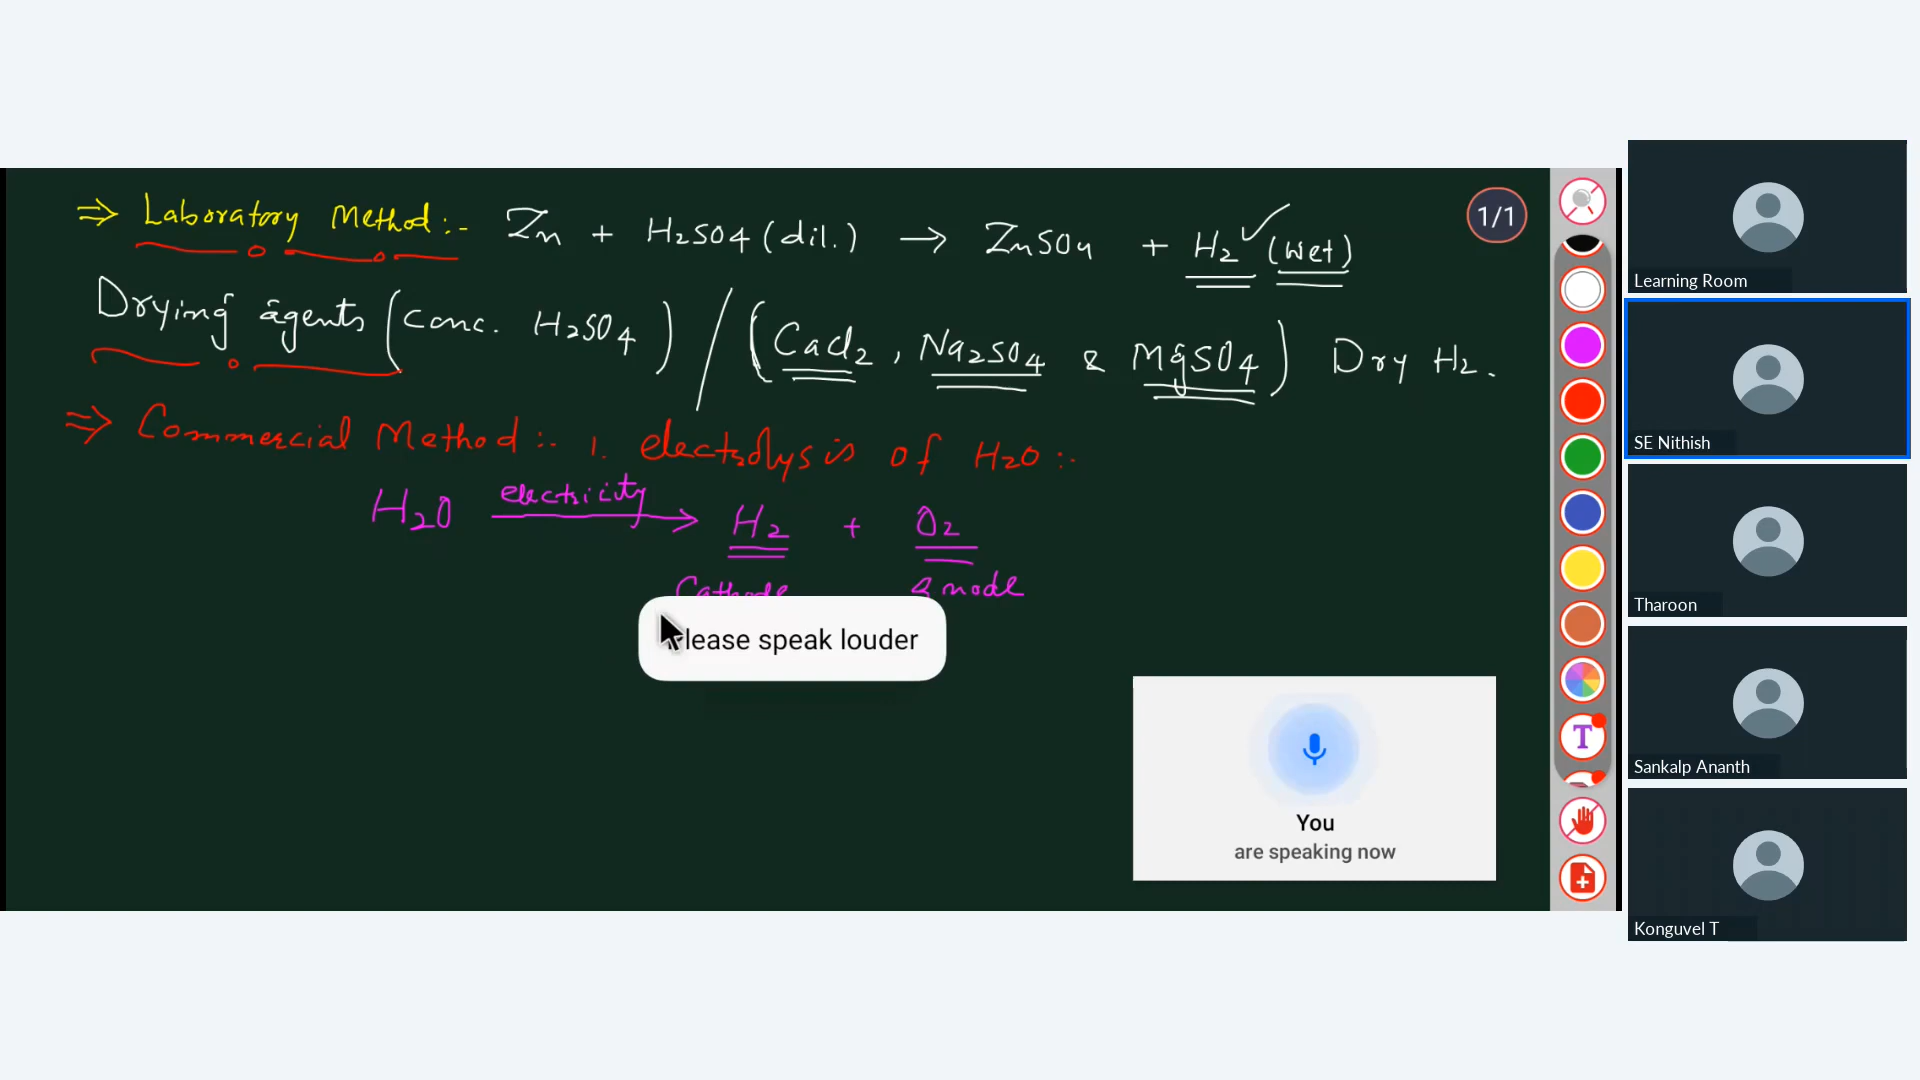 ⇒ Laboratory Method :- Zn + H2SO4 (dil.) → ZnSO4 + H2 ✓ (wet)
1/1
Drying agents (conc. H2SO4) / (CaCl2, Na2SO4 & MgSO4) Dry H2.
⇒ Commercial Method :- 1. electrolysis of H2O :-
H2O electricity → H2 + O2
Cathode anode
lease speak louder
You
are speaking now
T
Learning Room
SE Nithish
Tharoon
Sankalp Ananth
Konguvel T